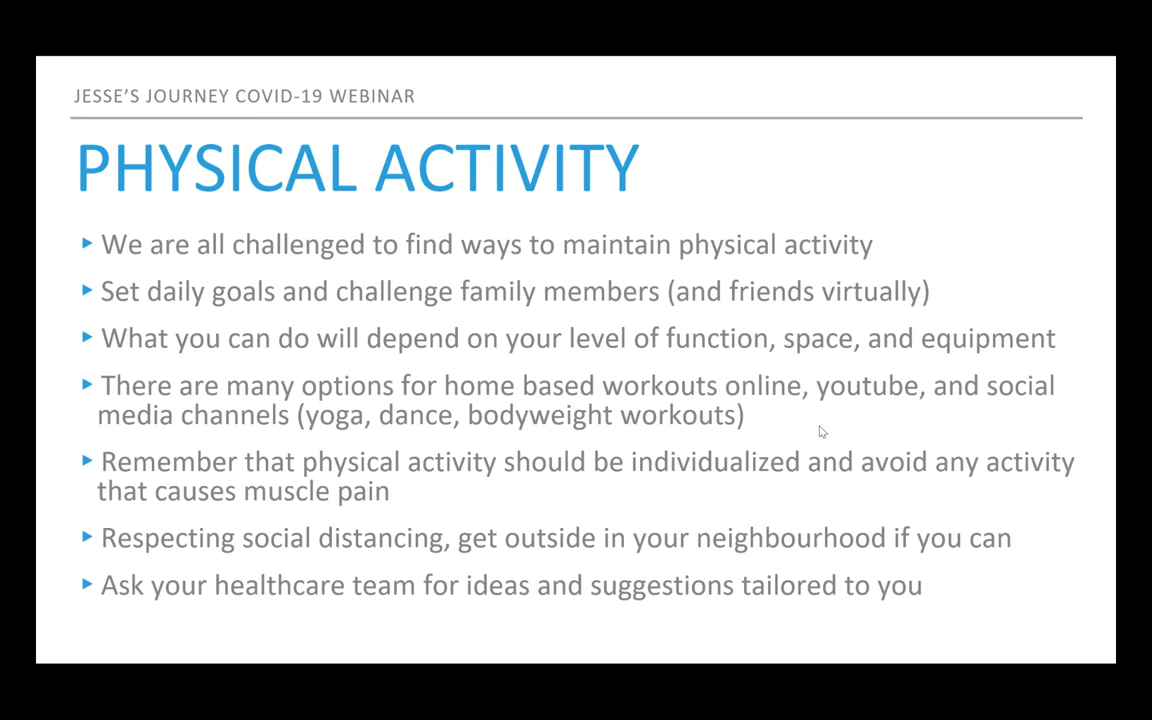 JESSE’S JOURNEY COVID-19 WEBINAR
PHYSICAL ACTIVITY
▸ We are all challenged to find ways to maintain physical activity
▸ Set daily goals and challenge family members (and friends virtually)
▸ What you can do will depend on your level of function, space, and equipment
▸ There are many options for home based workouts online, youtube, and social
media channels (yoga, dance, bodyweight workouts)
▸ Remember that physical activity should be individualized and avoid any activity
that causes muscle pain
▸ Respecting social distancing, get outside in your neighbourhood if you can
▸ Ask your healthcare team for ideas and suggestions tailored to you